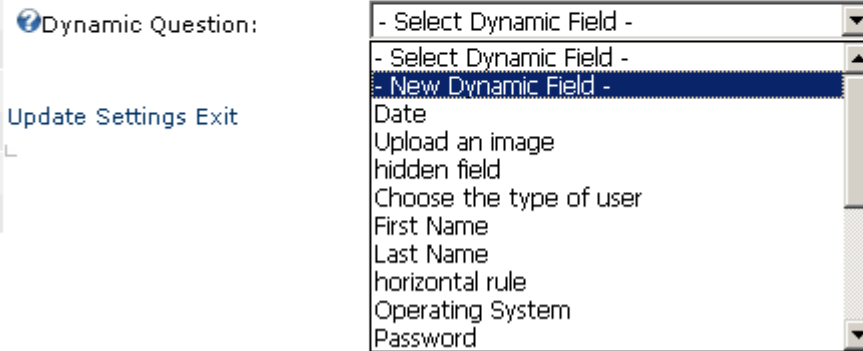 Dynamic Question:
- Select Dynamic Field -
- Select Dynamic Field -
- New Dynamic Field -
Date
Upload an image
hidden field
Choose the type of user
First Name
Last Name
horizontal rule
Operating System
Password
Update Settings Exit